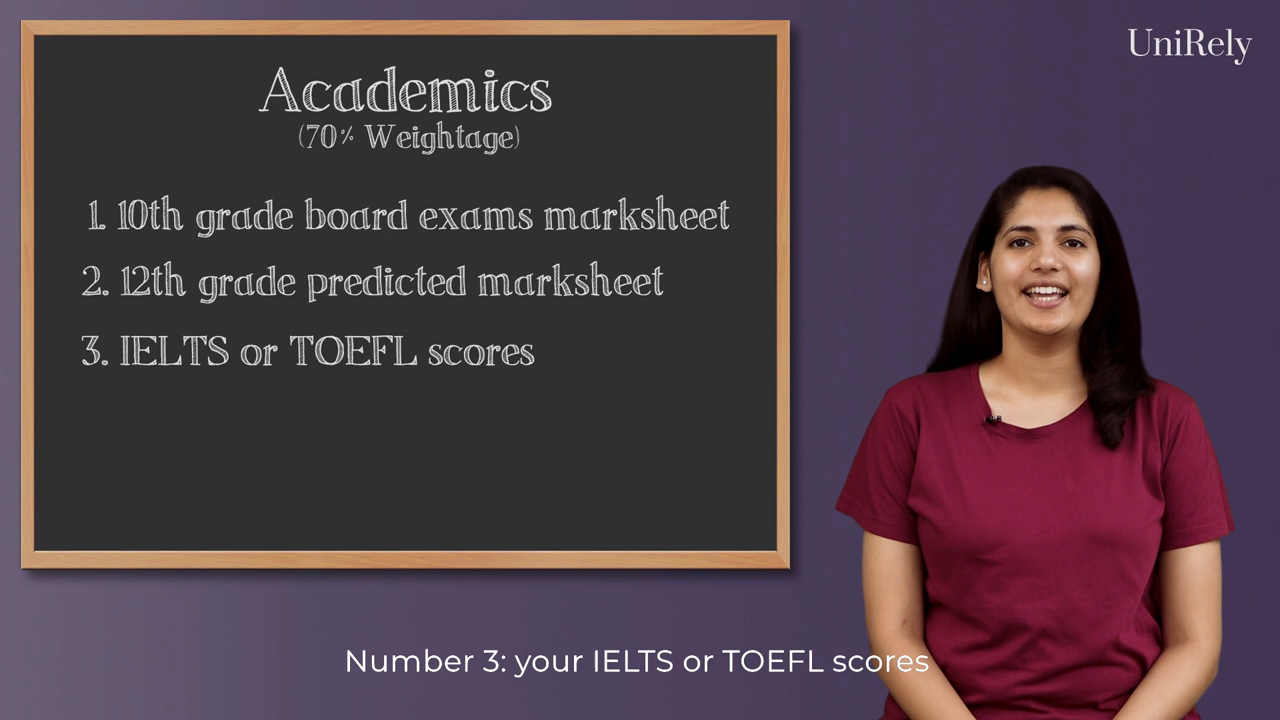 UniRely
Academics
(70% Weightage)
1. 10th grade board exams marksheet
2. 12th grade predicted marksheet
3. IELTS or TOEFL scores
Number 3: your IELTS or TOEFL scores